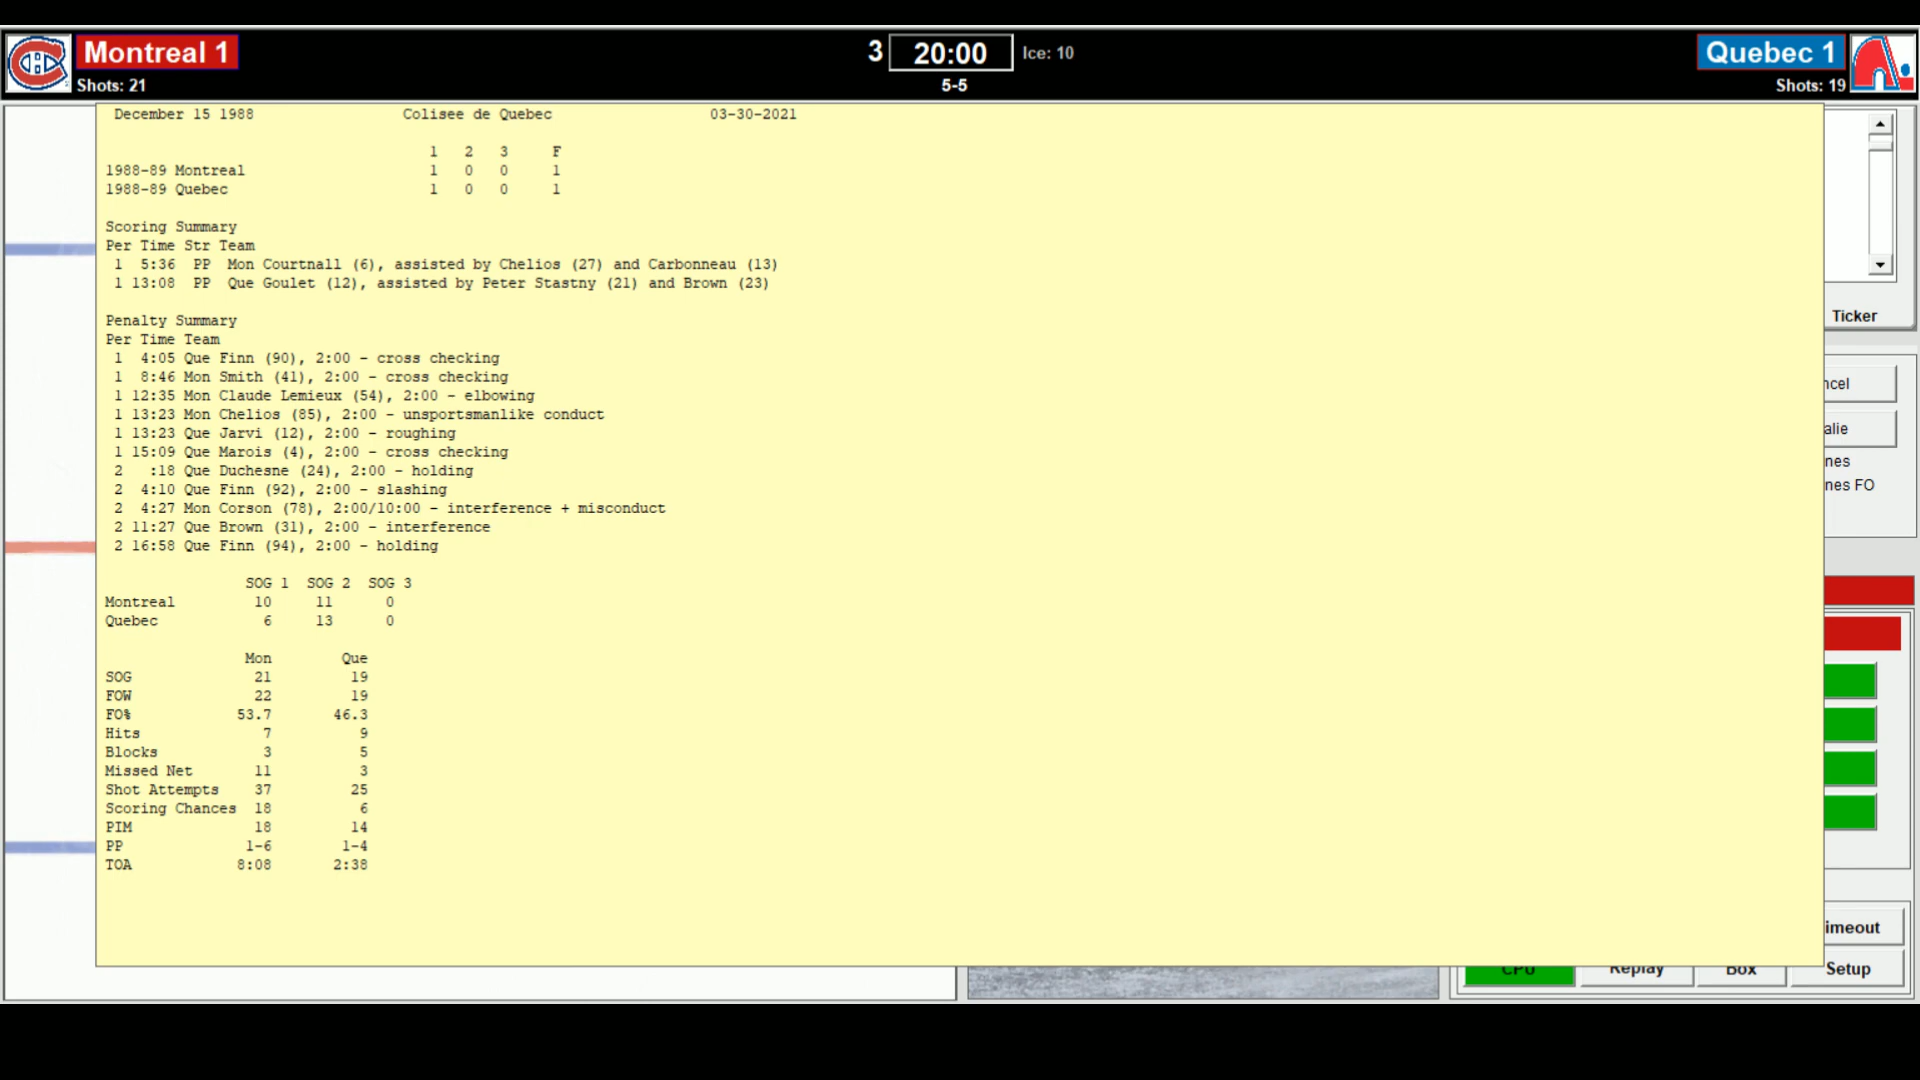 Montreal 1
3 20:00 Ice: 10
Quebec 1
Shots: 21
5-5
Shots: 19
December 15 1988 Colisee de Quebec 03-30-2021
1 2 3 F
1988-89 Montreal 1 0 0 1
1988-89 Quebec 1 0 0 1
Scoring Summary
Per Time Str Team
1 5:36 PP Mon Courtnall (6), assisted by Chelios (27) and Carbonneau (13)
1 13:08 PP Que Goulet (12), assisted by Peter Stastny (21) and Brown (23)
Penalty Summary
Per Time Team
1 4:05 Que Finn (90), 2:00 - cross checking
1 8:46 Mon Smith (41), 2:00 - cross checking
1 12:35 Mon Claude Lemieux (54), 2:00 - elbowing
1 13:23 Mon Chelios (85), 2:00 - unsportsmanlike conduct
1 13:23 Que Jarvi (12), 2:00 - roughing
1 15:09 Que Marois (4), 2:00 - cross checking
2 :18 Que Duchesne (24), 2:00 - holding
2 4:10 Que Finn (92), 2:00 - slashing
2 4:27 Mon Corson (78), 2:00/10:00 - interference + misconduct
2 11:27 Que Brown (31), 2:00 - interference
2 16:58 Que Finn (94), 2:00 - holding
SOG 1 SOG 2 SOG 3
Montreal 10 11 0
Quebec 6 13 0
Mon Que
SOG 21 19
FOW 22 19
FO% 53.7 46.3
Hits 7 9
Blocks 3 5
Missed Net 11 3
Shot Attempts 37 25
Scoring Chances 18 6
PIM 18 14
PP 1-6 1-4
TOA 8:08 2:38
Ticker
ncel
alie
nes
nes FO
imeout
CPU Replay Box Setup